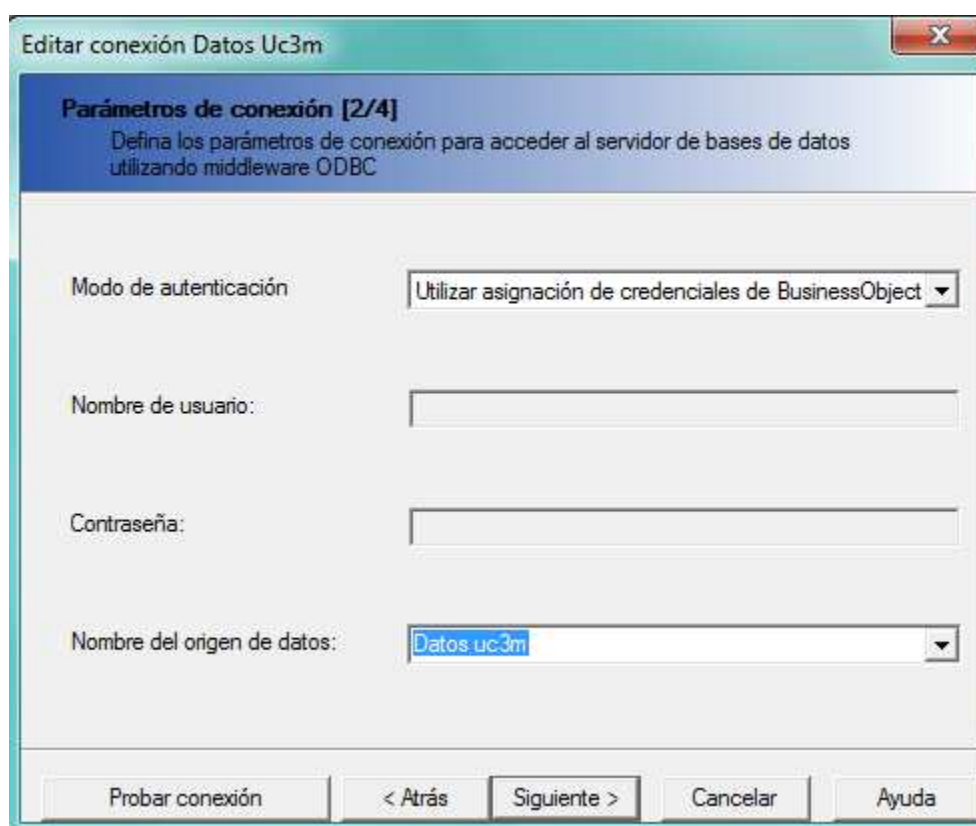 Editar conexión Datos Uc3m
Parámetros de conexión [2/4]
Defina los parámetros de conexión para acceder al servidor de bases de datos
utilizando middleware ODBC
Modo de autenticación
Utilizar asignación de credenciales de BusinessObject
Nombre de usuario:
Contraseña:
Nombre del origen de datos:
Datos uc3m
Probar conexión
< Atrás
Siguiente >
Cancelar
Ayuda